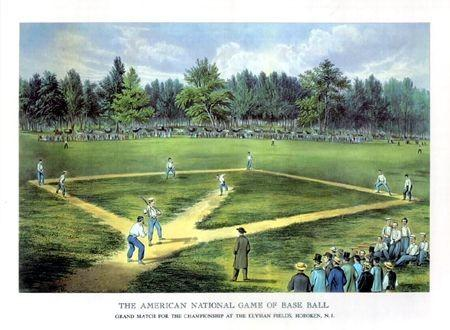 THE AMERICAN NATIONAL GAME OF BASE BALL
GRAND MATCH FOR THE CHAMPIONSHIP AT THE ELYSIAN FIELDS, HOBOKEN, N. J.